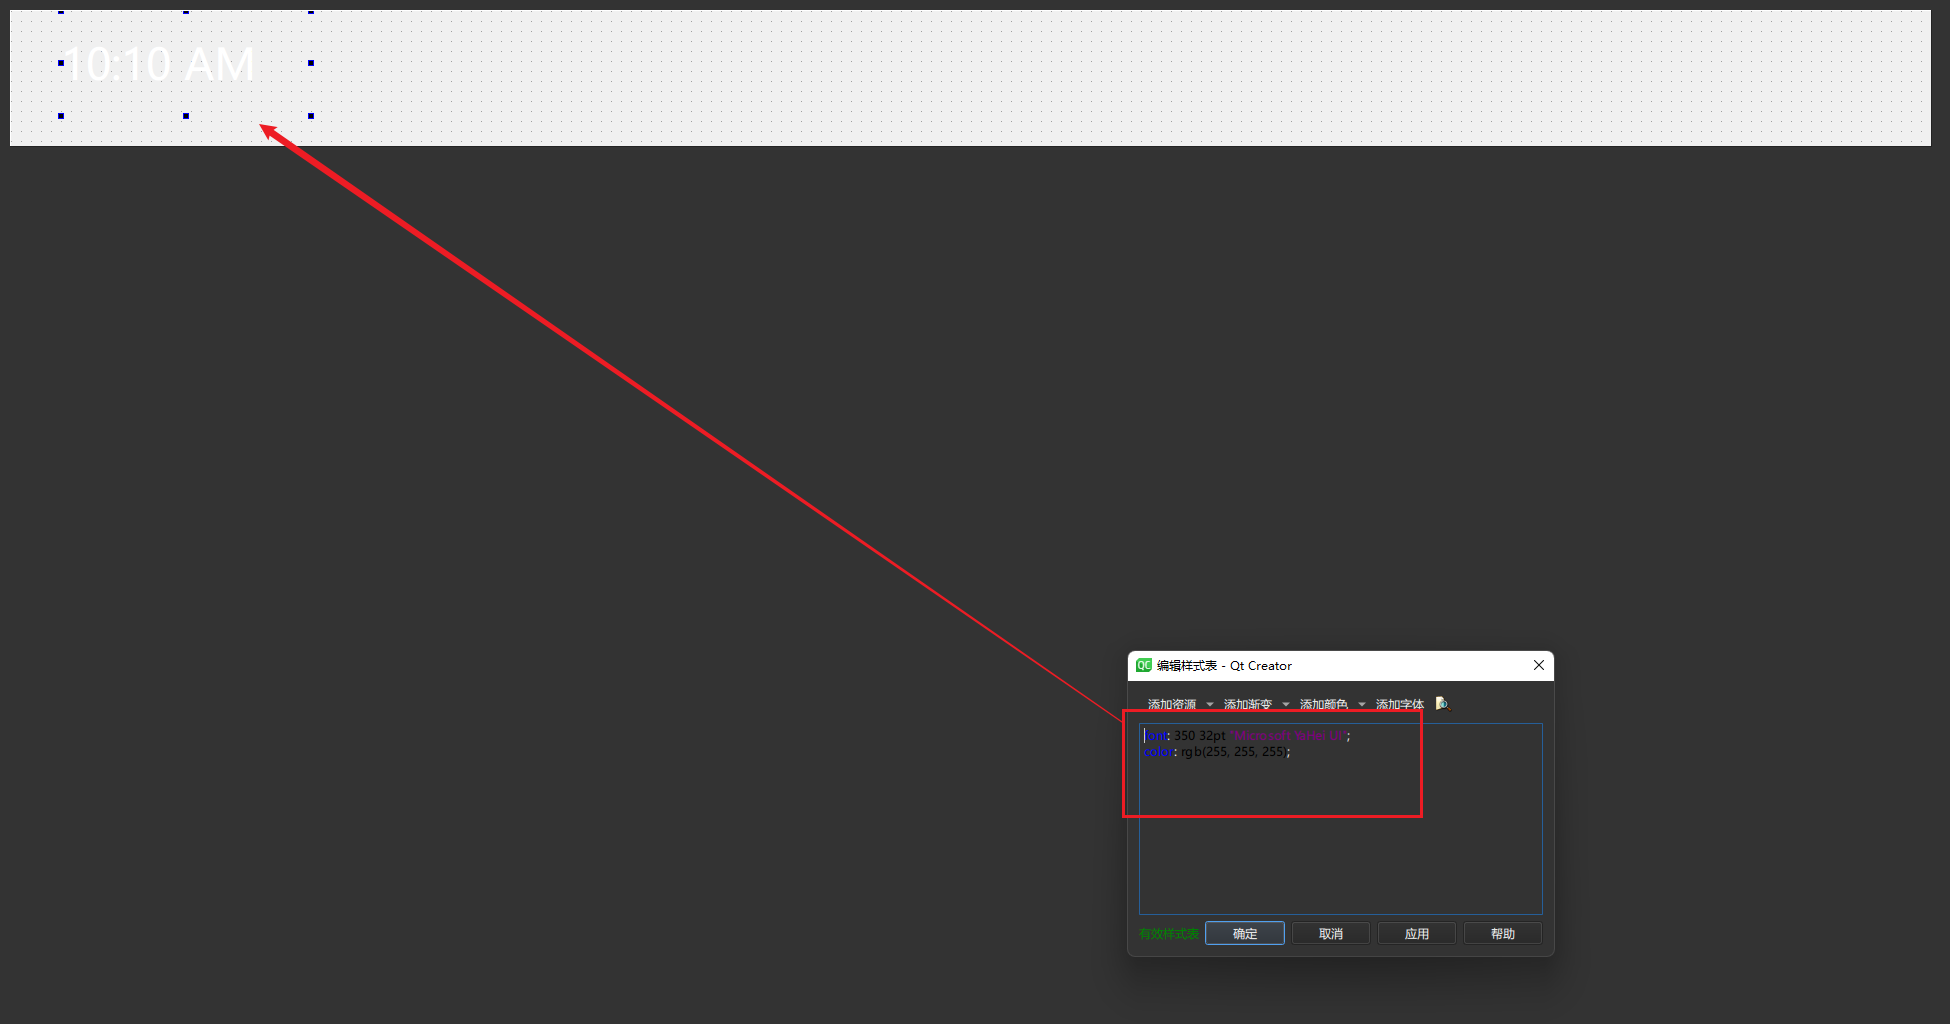 10:10 AM
编辑样式表 - Qt Creator
添加资源 添加渐变 添加颜色 添加字体
font: 350 32pt "Microsoft YaHei UI";
color: rgb(255, 255, 255);
有效样式表 确定 取消 应用 帮助